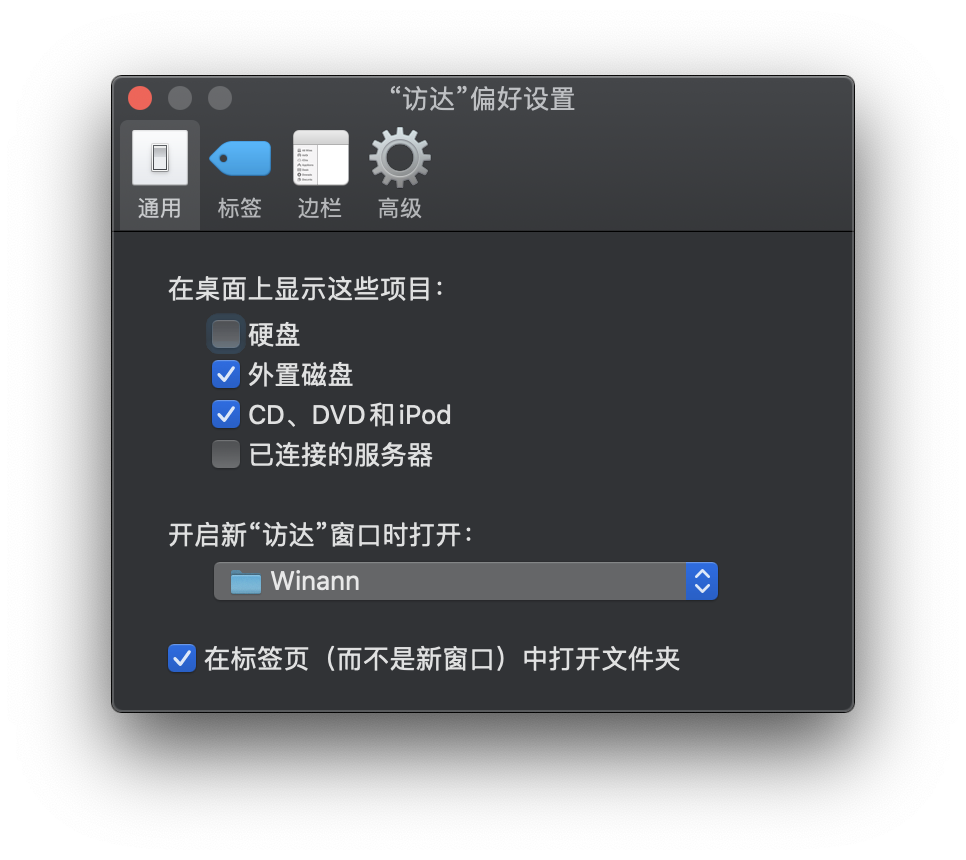 “访达”偏好设置
通用
标签
边栏
高级
在桌面上显示这些项目：
硬盘
外置磁盘
CD、DVD和iPod
已连接的服务器
开启新“访达”窗口时打开：
Winann
在标签页（而不是新窗口）中打开文件夹